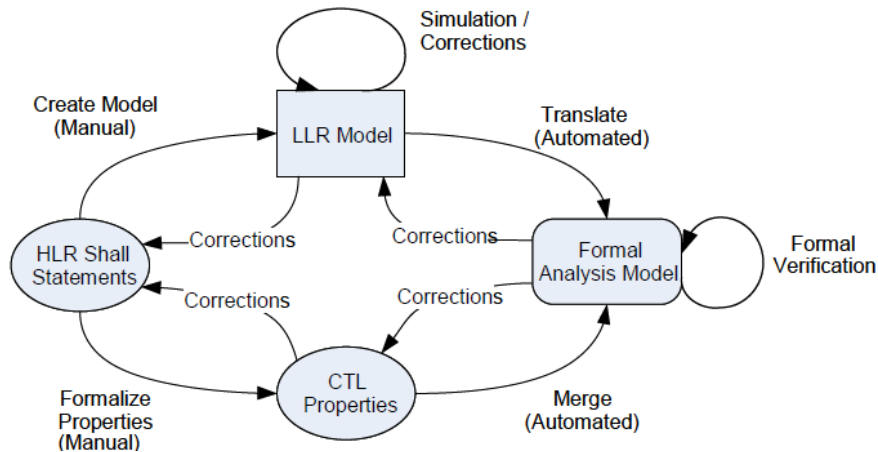 Simulation /
Corrections
Create Model
(Manual)
LLR Model
Translate
(Automated)
Corrections
Corrections
HLR Shall
Statements
Formal
Analysis Model
Formal
Verification
Corrections
Corrections
CTL
Properties
Formalize
Properties
(Manual)
Merge
(Automated)